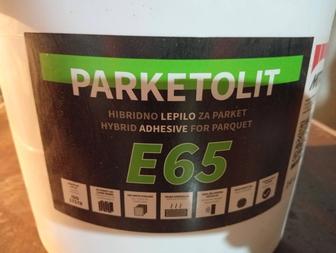 PARKETOLIT
HIBRIDNO LEPILO ZA PARKET
HYBRID ADHESIVE FOR PARQUET
E65